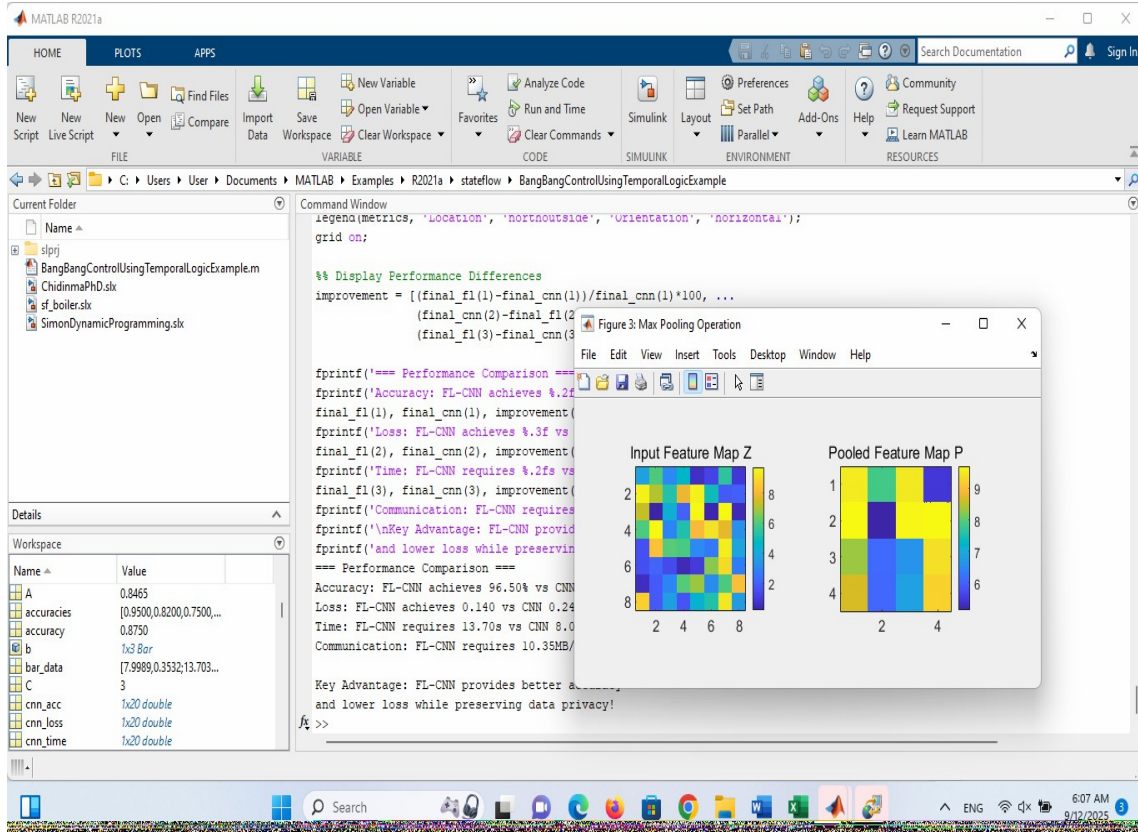 MATLAB R2021a
HOME PLOTS APPS
Search Documentation
Sign In
New Script
New Live Script
New
Open
Find Files
Compare
Import Data
Save Workspace
New Variable
Open Variable
Clear Workspace
Favorites
Analyze Code
Run and Time
Clear Commands
Simulink
Layout
Preferences
Set Path
Parallel
Add-Ons
Help
Community
Request Support
Learn MATLAB
FILE VARIABLE CODE SIMULINK ENVIRONMENT RESOURCES
C: Users User Documents MATLAB Examples R2021a stateflow BangBangControlUsingTemporalLogicExample
Current Folder
Name
slprj
BangBangControlUsingTemporalLogicExample.m
ChidinmaPhD.slx
sf_boiler.slx
SimonDynamicProgramming.slx
Details
Workspace
Name Value
A 0.8465
accuracies [0.9500,0.8200,0.7500,...
accuracy 0.8750
b 1x3 Bar
bar_data [7.9989,0.3532;13.703...
C 3
cnn_acc 1x20 double
cnn_loss 1x20 double
cnn_time 1x20 double
Command Window
legend(metrics, 'Location', 'northoutside', 'Orientation', 'horizontal');
grid on;
%% Display Performance Differences
improvement = [(final_fl(1)-final_cnn(1))/final_cnn(1)*100, ...
(final_cnn(2)-final_fl(2
(final_fl(3)-final_cnn(3
fprintf('=== Performance Comparison ===
fprintf('Accuracy: FL-CNN achieves %.2f
final_fl(1), final_cnn(1), improvement(
fprintf('Loss: FL-CNN achieves %.3f vs
final_fl(2), final_cnn(2), improvement(
fprintf('Time: FL-CNN requires %.2fs vs
final_fl(3), final_cnn(3), improvement(
fprintf('Communication: FL-CNN requires
fprintf('\nKey Advantage: FL-CNN provid
fprintf('and lower loss while preservin
=== Performance Comparison ===
Accuracy: FL-CNN achieves 96.50% vs CNN
Loss: FL-CNN achieves 0.140 vs CNN 0.24
Time: FL-CNN requires 13.70s vs CNN 8.0
Communication: FL-CNN requires 10.35MB/
Key Advantage: FL-CNN provides better accuracy
and lower loss while preserving data privacy!
fx >>
Figure 3: Max Pooling Operation
File Edit View Insert Tools Desktop Window Help
Input Feature Map Z
2
4
6
8
2 4 6 8
8
6
4
2
Pooled Feature Map P
1
2
3
4
2 4
9
8
7
6
Search
ENG
6:07 AM
9/12/2025
3